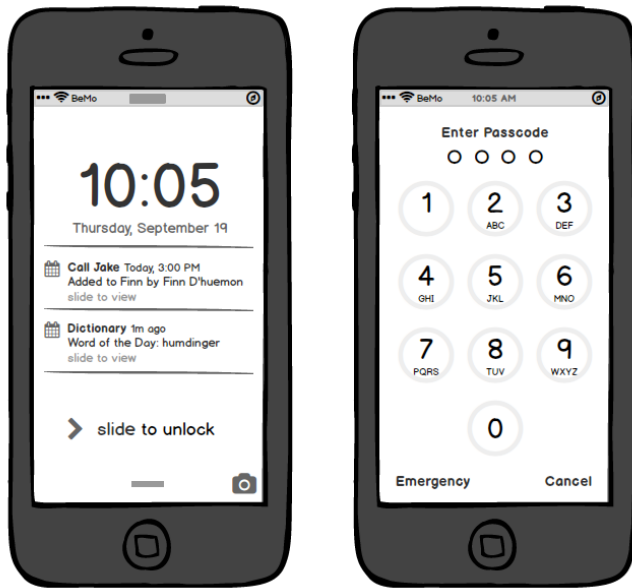 BeMo
10:05
Thursday, September 19
Call Jake Today, 3:00 PM
Added to Finn by Finn D'huemon
slide to view
Dictionary 1m ago
Word of the Day: humdinger
slide to view
slide to unlock
BeMo 10:05 AM
Enter Passcode
1 2 3
ABC DEF
4 5 6
GHI JKL MNO
7 8 9
PQRS TUV WXYZ
0
Emergency Cancel